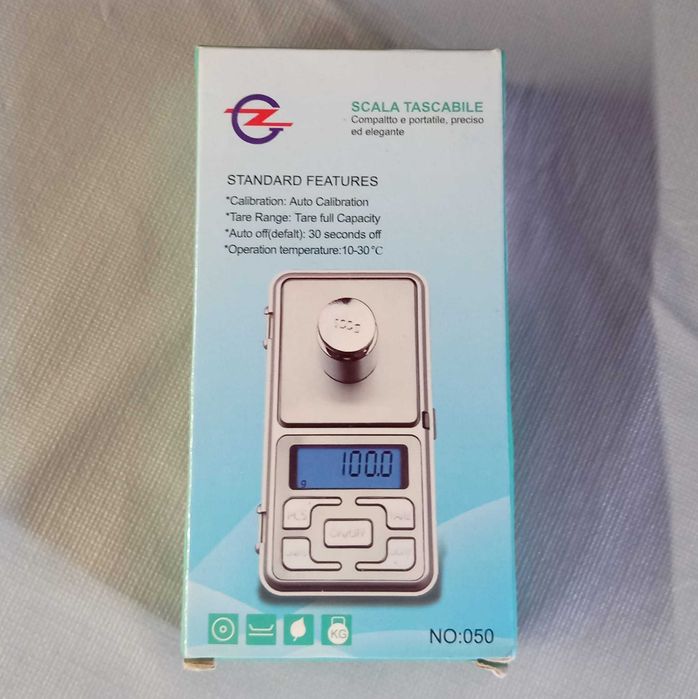 SCALA TASCABILE
Compaltto e portatile, preciso
ed elegante
STANDARD FEATURES
*Calibration: Auto Calibration
*Tare Range: Tare full Capacity
*Auto off(defalt): 30 seconds off
*Operation temperature:10-30℃
100g
100.0
g
PCS
On/Off
KG
NO:050